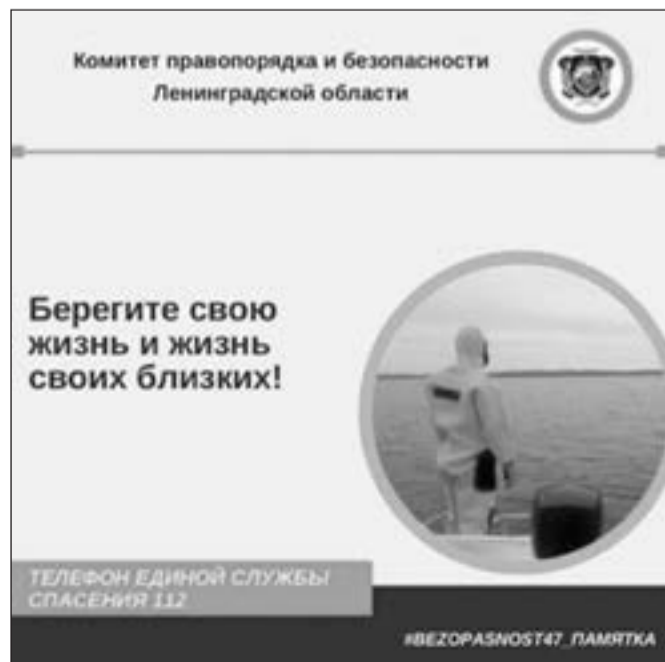 Комитет правопорядка и безопасности
Ленинградской области
Берегите свою
жизнь и жизнь
своих близких!
ТЕЛЕФОН ЕДИНОЙ СЛУЖБЫ
СПАСЕНИЯ 112
#BEZOPASNOST47_ПАМЯТКА